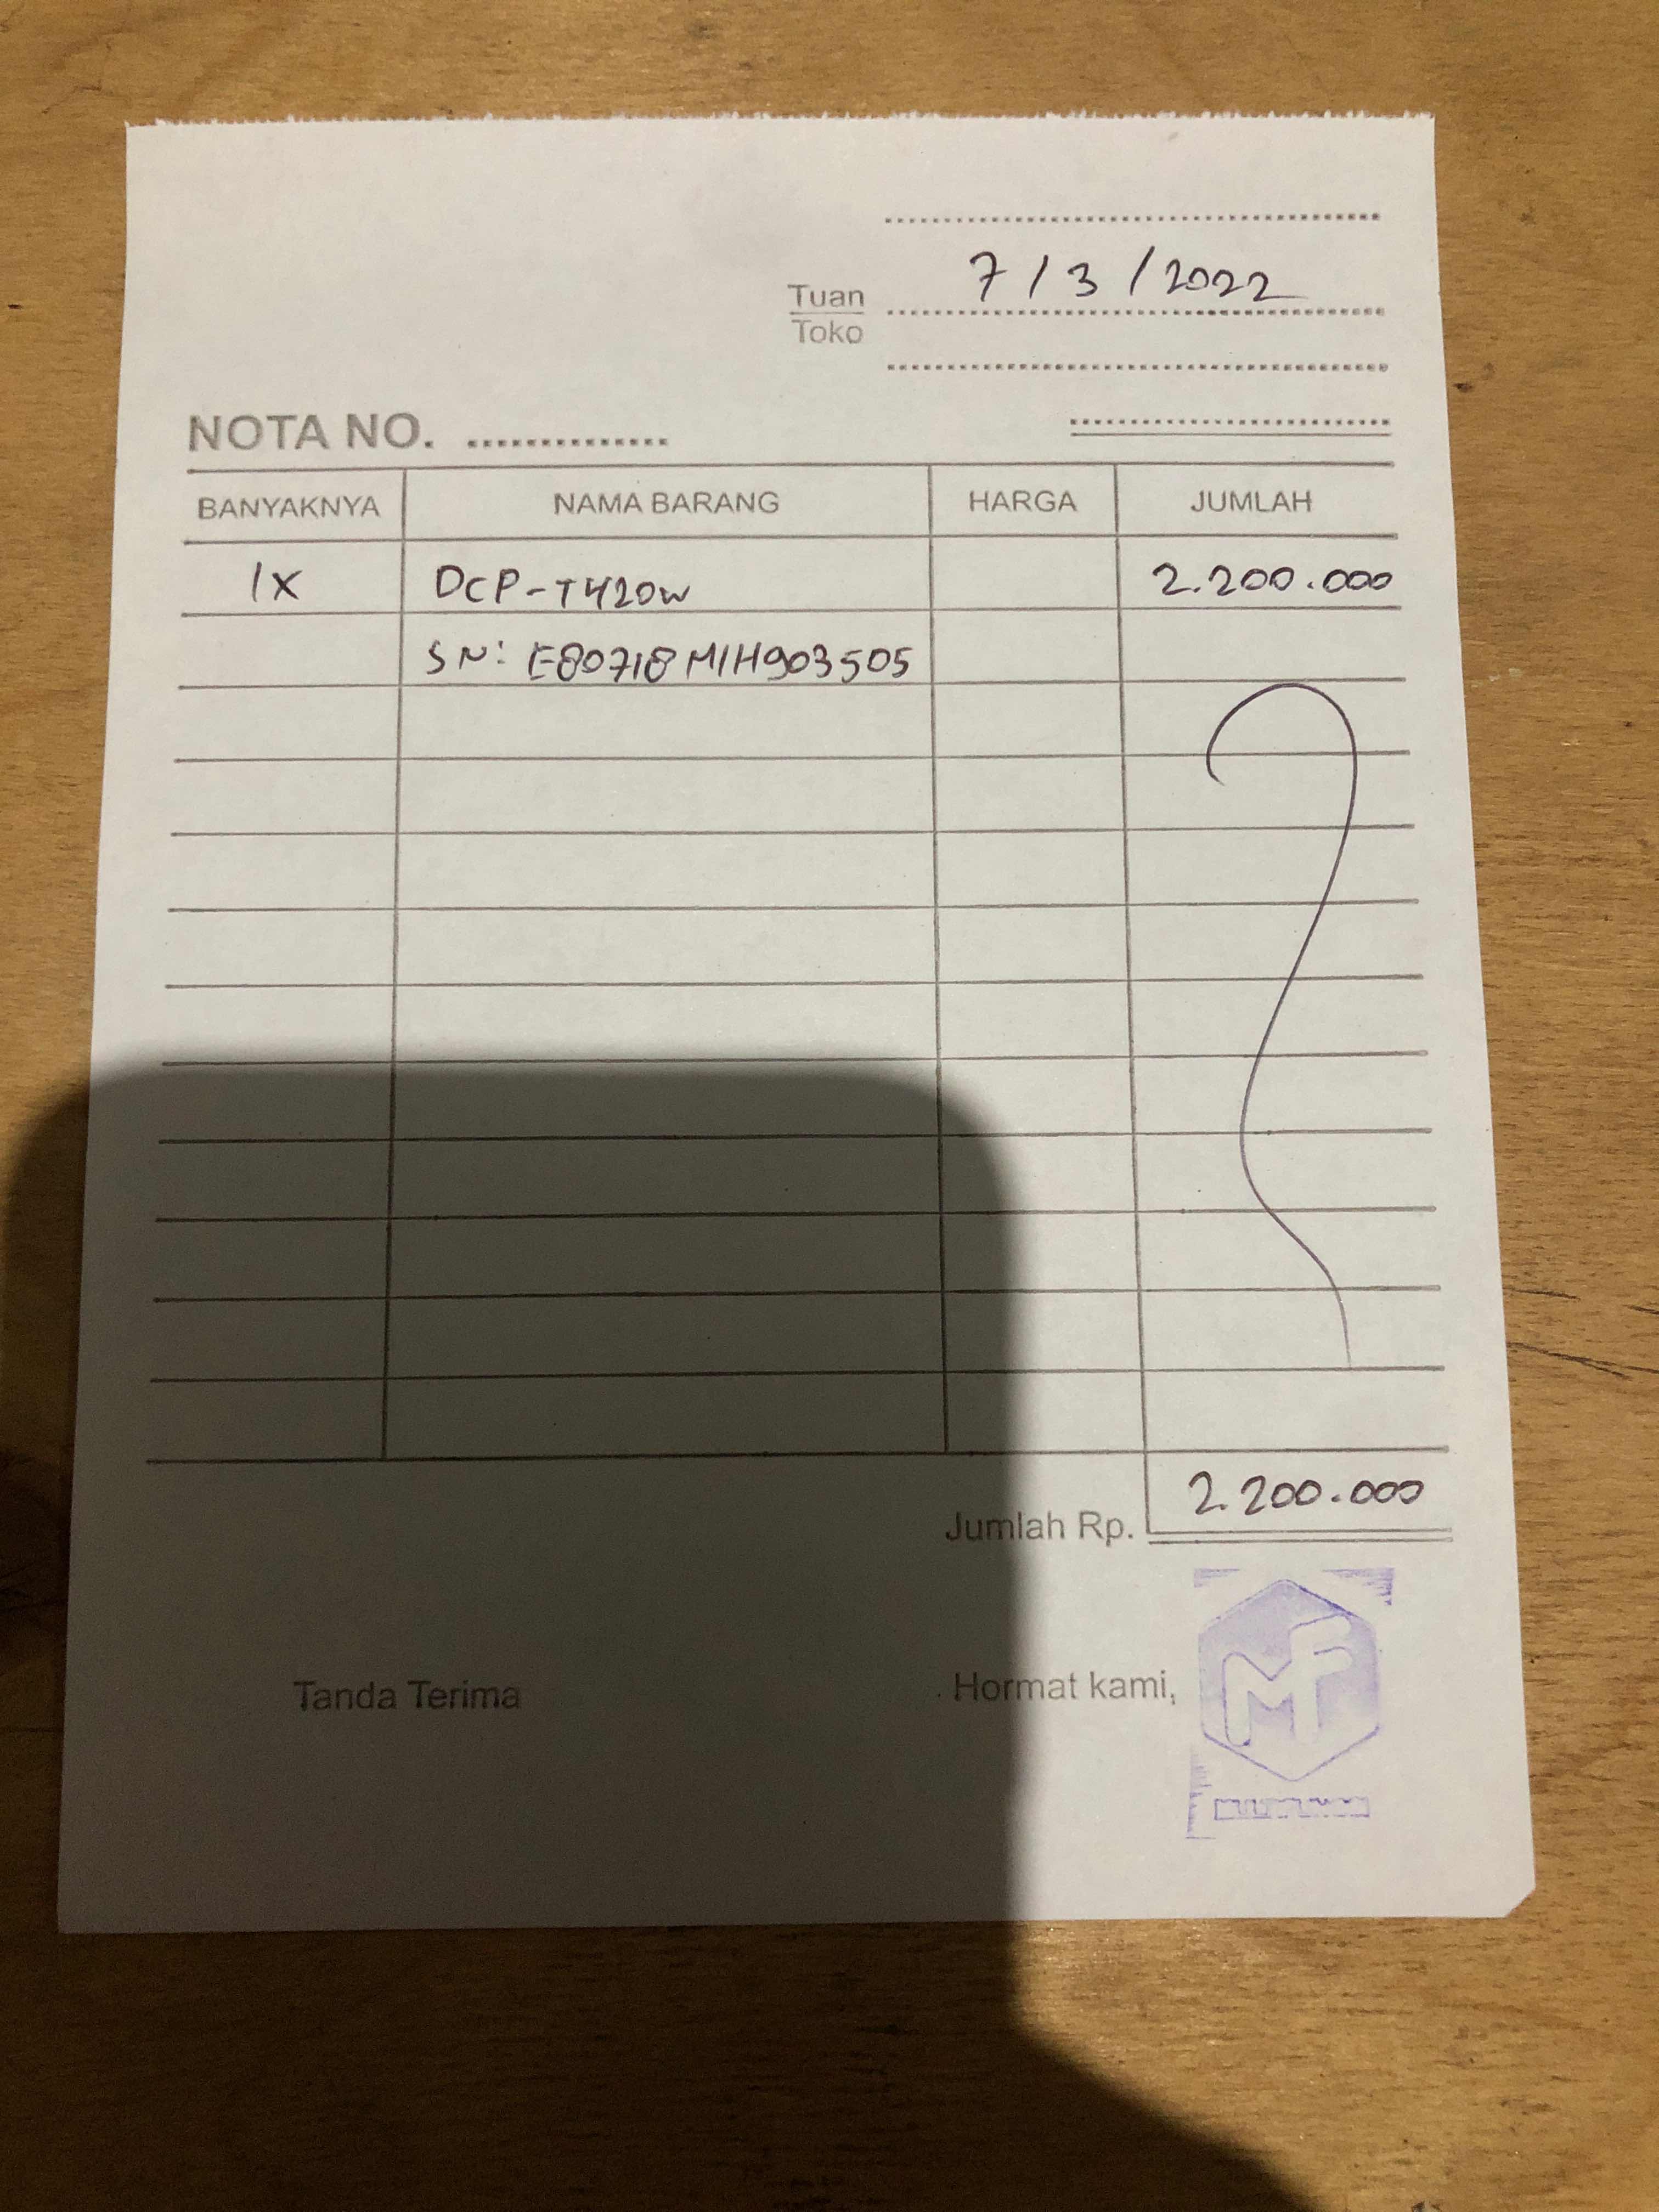 7/3/2022
Tuan
Toko
NOTA NO. ..............
BANYAKNYA NAMA BARANG HARGA JUMLAH
1X DCP-T420W 2.200.000
SN: E80718M1H903505
Jumlah Rp. 2.200.000
Tanda Terima Hormat kami,
MF